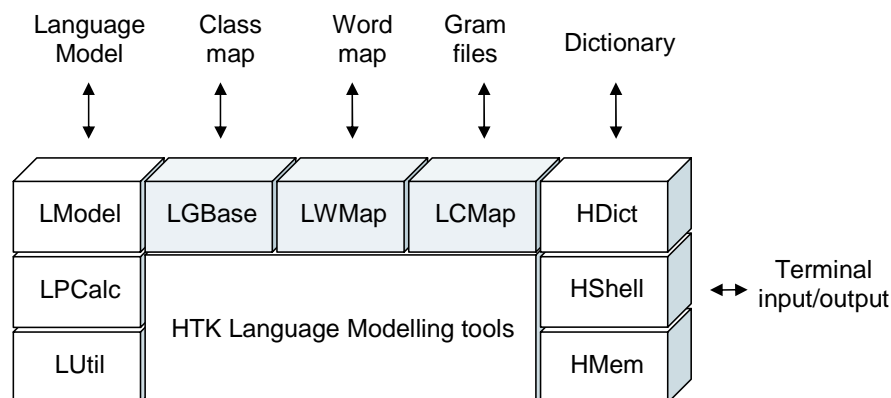 Language
Model
Class
map
Word
map
Gram
files
Dictionary
LModel
LGBase
LWMap
LCMap
HDict
LPCalc
HShell
Terminal
input/output
HTK Language Modelling tools
LUtil
HMem